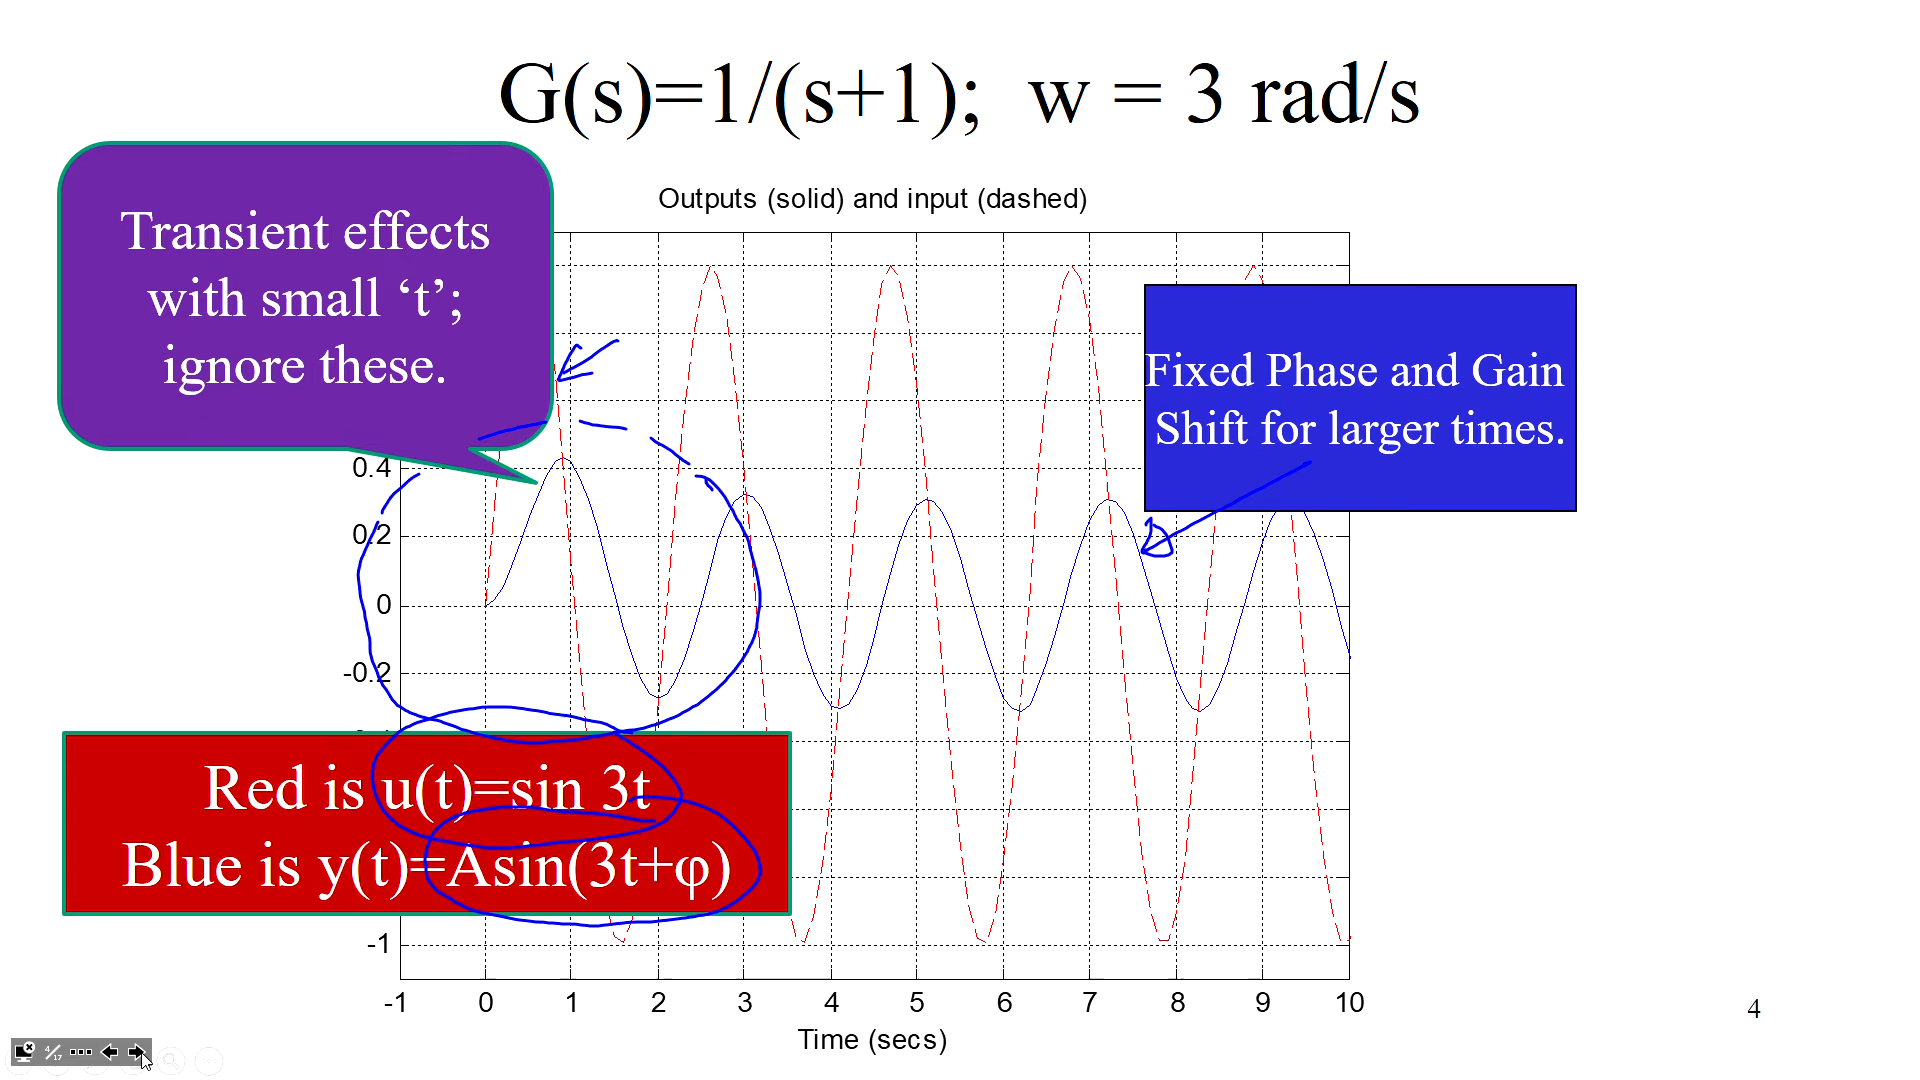 G(s)=1/(s+1);  w = 3 rad/s
Transient effects
with small ‘t’;
ignore these.
Outputs (solid) and input (dashed)
Fixed Phase and Gain
Shift for larger times.
0.4
0.2
0
-0.2
-1
Red is u(t)=sin 3t
Blue is y(t)=Asin(3t+φ)
-1 0 1 2 3 4 5 6 7 8 9 10
Time (secs)
4
4/17